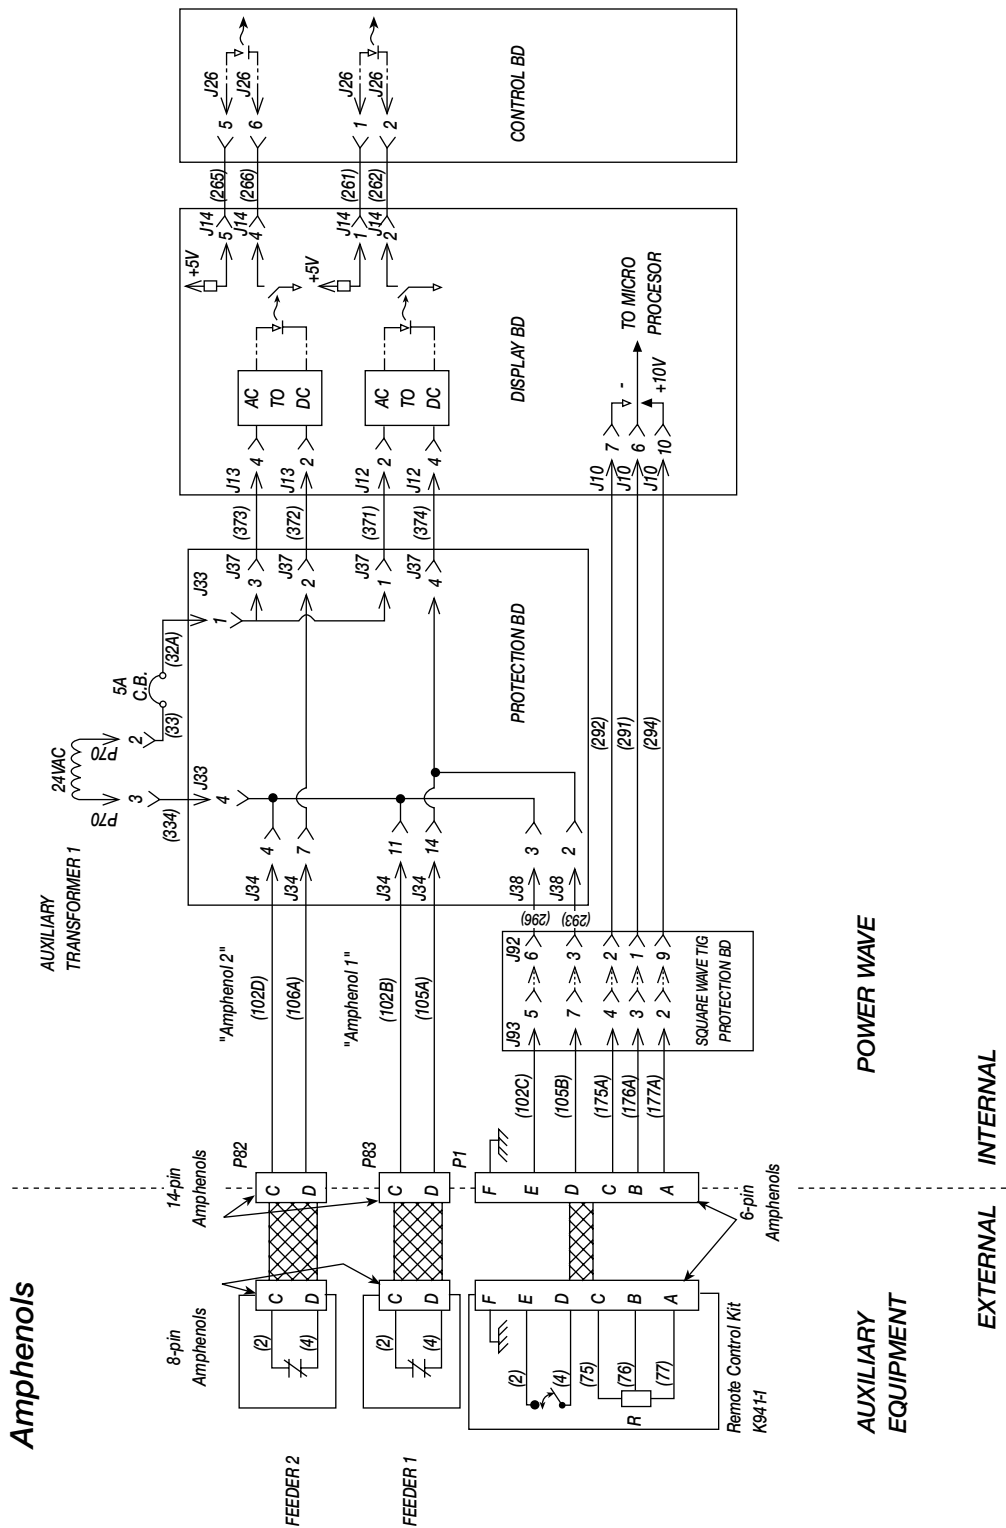 Amphenols
AUXILIARY
TRANSFORMER 1
24VAC
P70
P70
3
2
(334)
(33)
5A
C.B.
(32A)
J33
J33
4
1
8-pin
Amphenols
14-pin
Amphenols
FEEDER 2
(2)
(4)
C
D
C
D
P82
"Amphenol 2"
(102D)
(106A)
J34
J34
4
7
J37
J37
3
2
(373)
(372)
J13
J13
4
2
AC
TO
DC
+5V
J14
J14
5
4
(265)
(266)
5
6
J26
J26
FEEDER 1
(2)
(4)
C
D
C
D
P83
"Amphenol 1"
(102B)
(105A)
J34
J34
11
14
J37
J37
1
4
(371)
(374)
J12
J12
2
4
AC
TO
DC
+5V
J14
J14
1
2
(261)
(262)
1
2
J26
J26
PROTECTION BD
DISPLAY BD
CONTROL BD
P1
F
E
D
C
B
A
F
E
D
C
B
A
(2)
(4)
(75)
(76)
(77)
R
Remote Control Kit
K941-1
6-pin
Amphenols
(102C)
(105B)
(175A)
(176A)
(177A)
J93
J92
5
6
7
3
4
2
3
1
2
9
SQUARE WAVE TIG
PROTECTION BD
(296)
(293)
J38
J38
3
2
(292)
(291)
(294)
J10
J10
J10
7
6
10
-
+10V
TO MICRO
PROCESOR
AUXILIARY
EQUIPMENT
POWER WAVE
EXTERNAL
INTERNAL